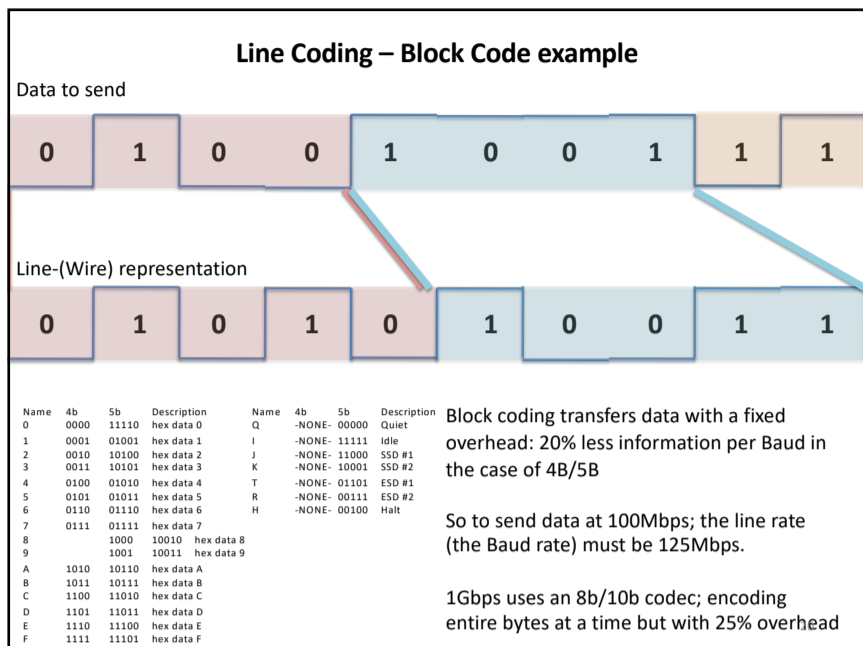 Line Coding – Block Code example
Data to send
0 1 0 0 1 0 0 1 1 1
Line-(Wire) representation
0 1 0 1 0 1 0 0 1 1
Name 4b 5b Description
0 0000 11110 hex data 0
1 0001 01001 hex data 1
2 0010 10100 hex data 2
3 0011 10101 hex data 3
4 0100 01010 hex data 4
5 0101 01011 hex data 5
6 0110 01110 hex data 6
7 0111 01111 hex data 7
8 1000 10010 hex data 8
9 1001 10011 hex data 9
A 1010 10110 hex data A
B 1011 10111 hex data B
C 1100 11010 hex data C
D 1101 11011 hex data D
E 1110 11100 hex data E
F 1111 11101 hex data F
Name 4b 5b Description
Q -NONE- 00000 Quiet
I -NONE- 11111 Idle
J -NONE- 11000 SSD #1
K -NONE- 10001 SSD #2
T -NONE- 01101 ESD #1
R -NONE- 00111 ESD #2
H -NONE- 00100 Halt
Block coding transfers data with a fixed
overhead: 20% less information per Baud in
the case of 4B/5B
So to send data at 100Mbps; the line rate
(the Baud rate) must be 125Mbps.
1Gbps uses an 8b/10b codec; encoding
entire bytes at a time but with 25% overhead